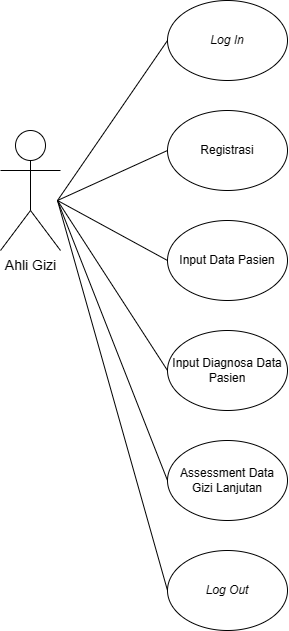 Log In
Registrasi
Ahli Gizi
Input Data Pasien
Input Diagnosa Data
Pasien
Assessment Data
Gizi Lanjutan
Log Out